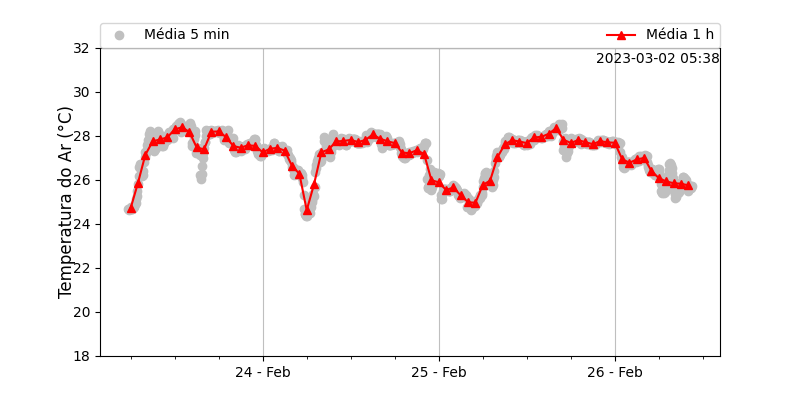 Média 5 min
Média 1 h
2023-03-02 05:38
Temperatura do Ar (°C)
32
30
28
26
24
22
20
18
24 - Feb
25 - Feb
26 - Feb